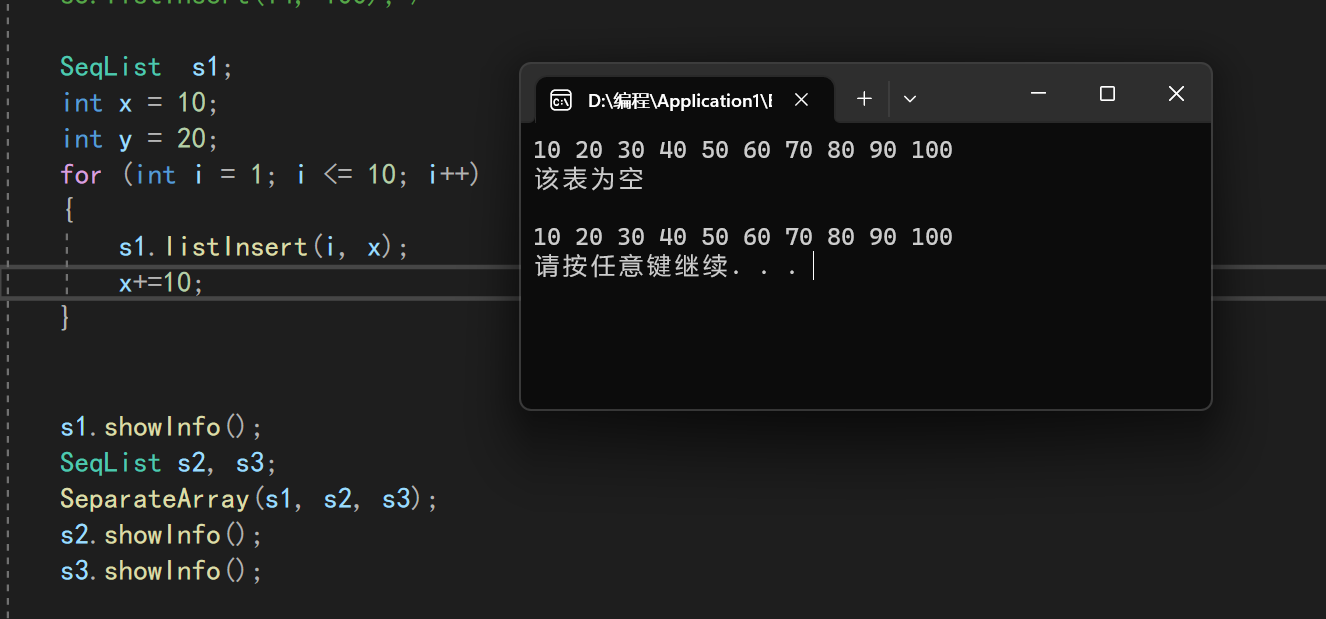 SeqList  s1;
int x = 10;
int y = 20;
for (int i = 1; i <= 10; i++)
{
s1.listInsert(i, x);
x+=10;
}
s1.showInfo();
SeqList s2, s3;
SeparateArray(s1, s2, s3);
s2.showInfo();
s3.showInfo();
D:\编程\Application1\
10 20 30 40 50 60 70 80 90 100
该表为空
10 20 30 40 50 60 70 80 90 100
请按任意键继续. . .